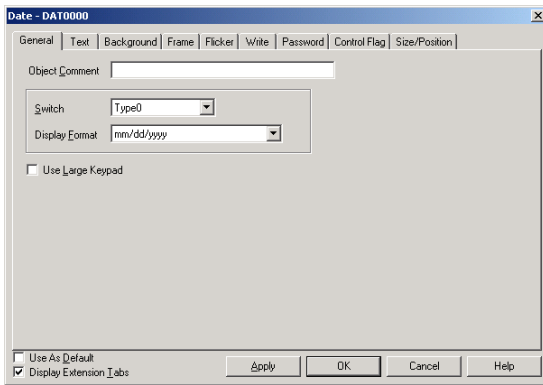 Date - DAT0000
General Text Background Frame Flicker Write Password Control Flag Size/Position
Object Comment
Switch Type0
Display Format mm/dd/yyyy
Use Large Keypad
Use As Default
Display Extension Tabs
Apply OK Cancel Help